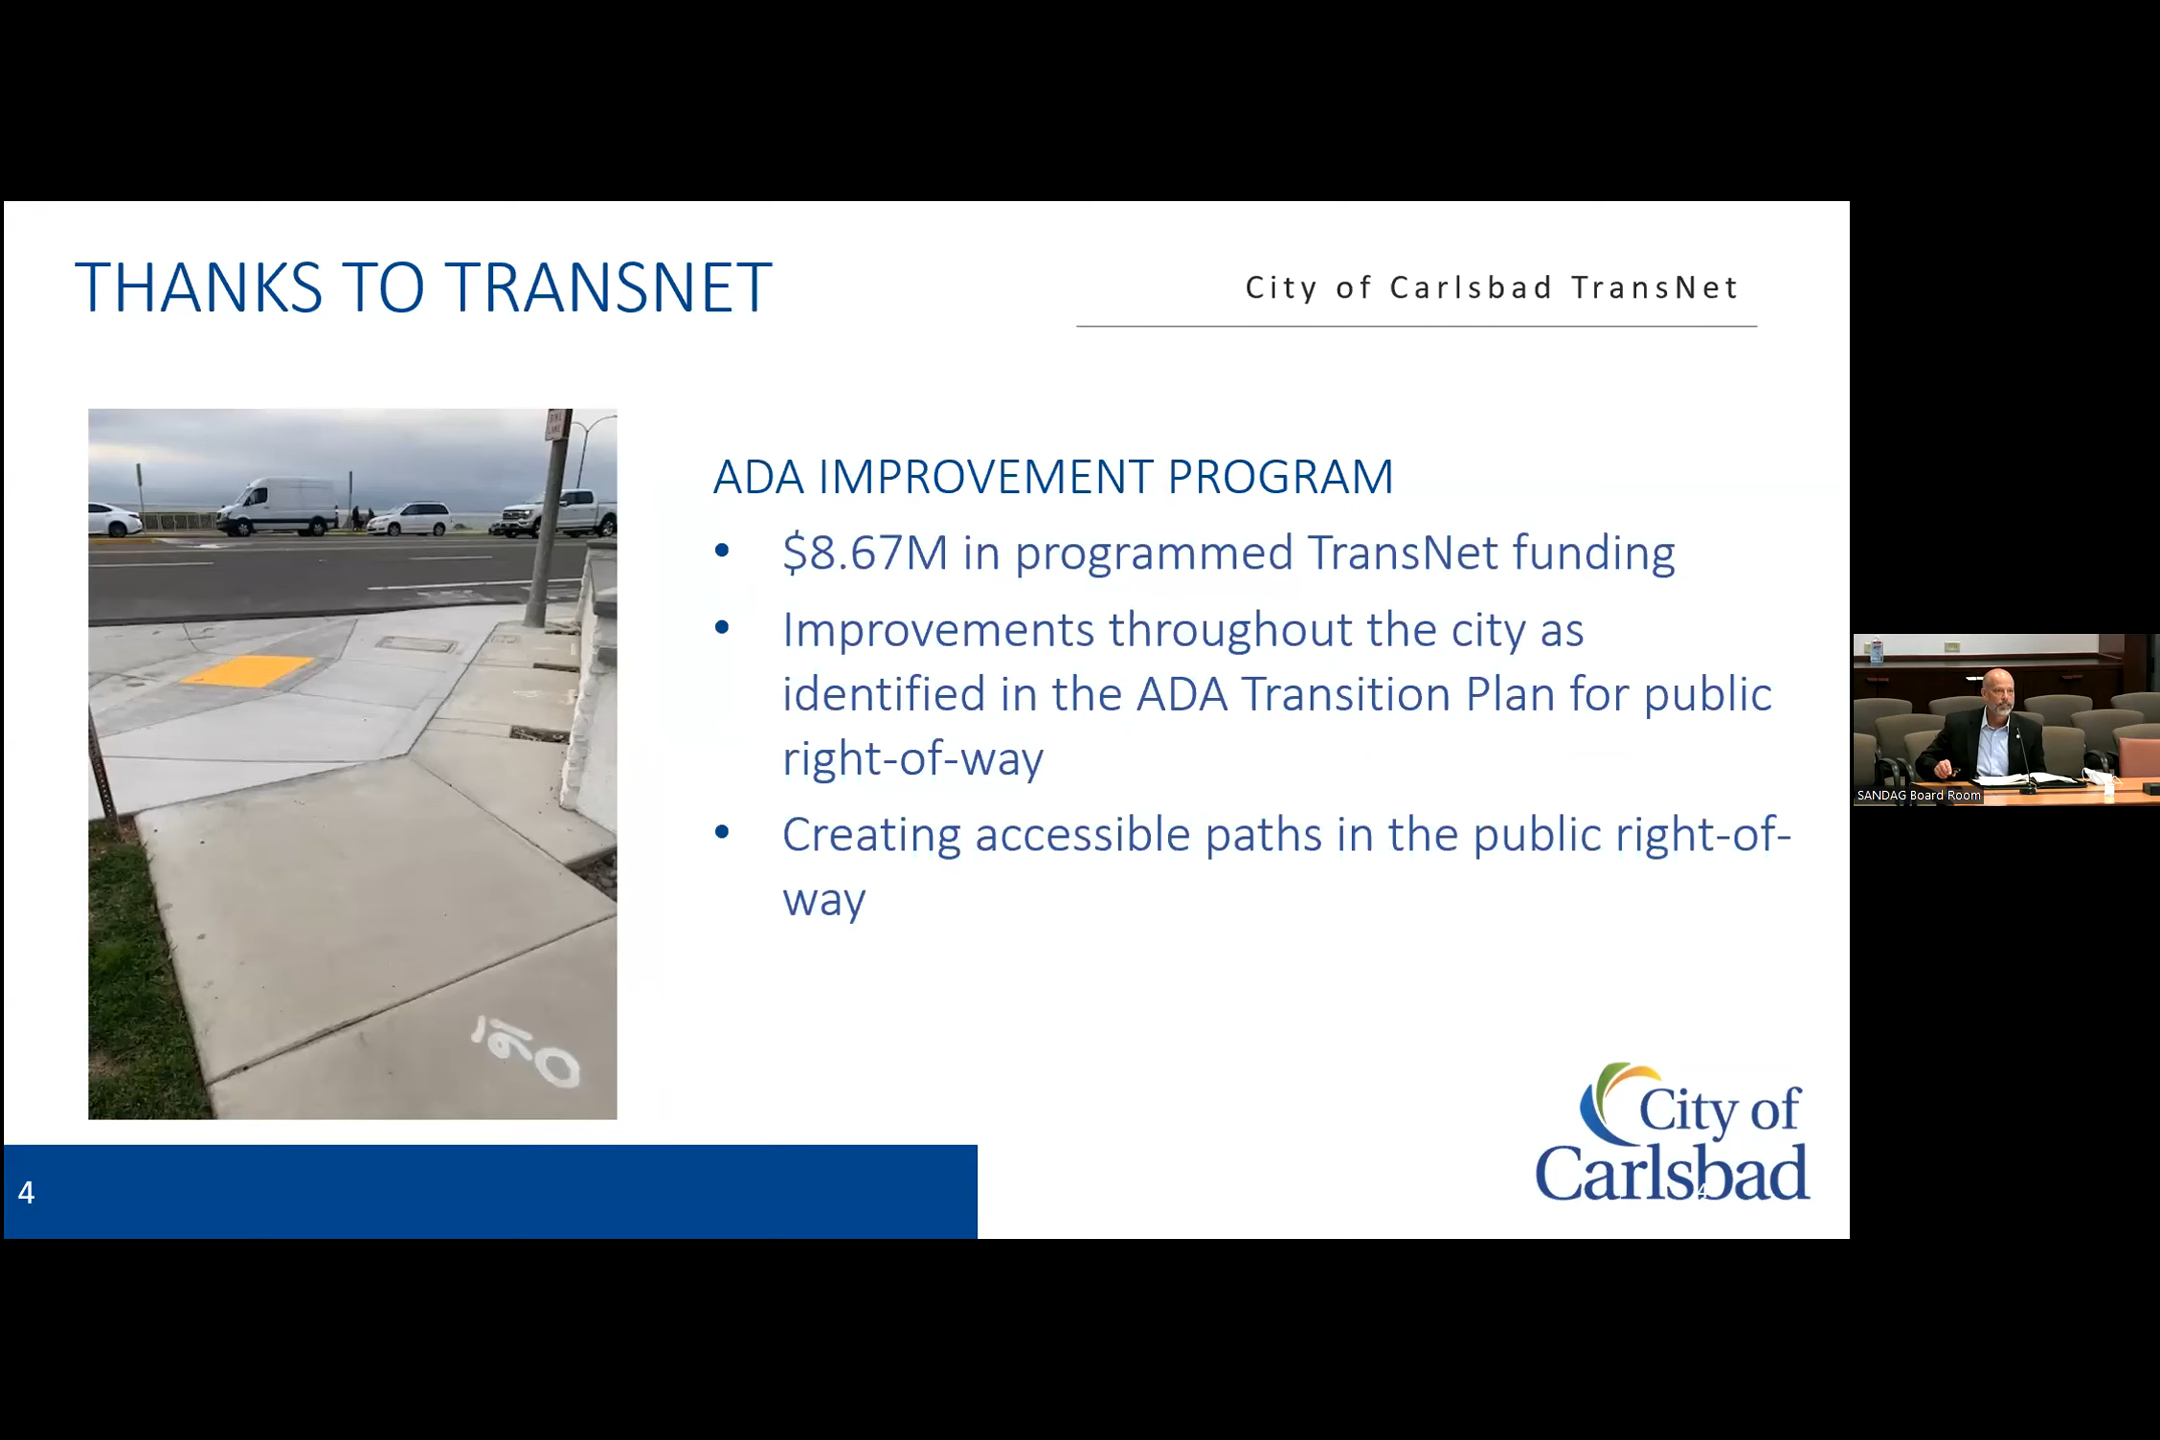 THANKS TO TRANSNET
City of Carlsbad TransNet
ADA IMPROVEMENT PROGRAM
• $8.67M in programmed TransNet funding
• Improvements throughout the city as
identified in the ADA Transition Plan for public
right-of-way
• Creating accessible paths in the public right-of-
way
160
City of
Carlsbad
4
4
SANDAG Board Room